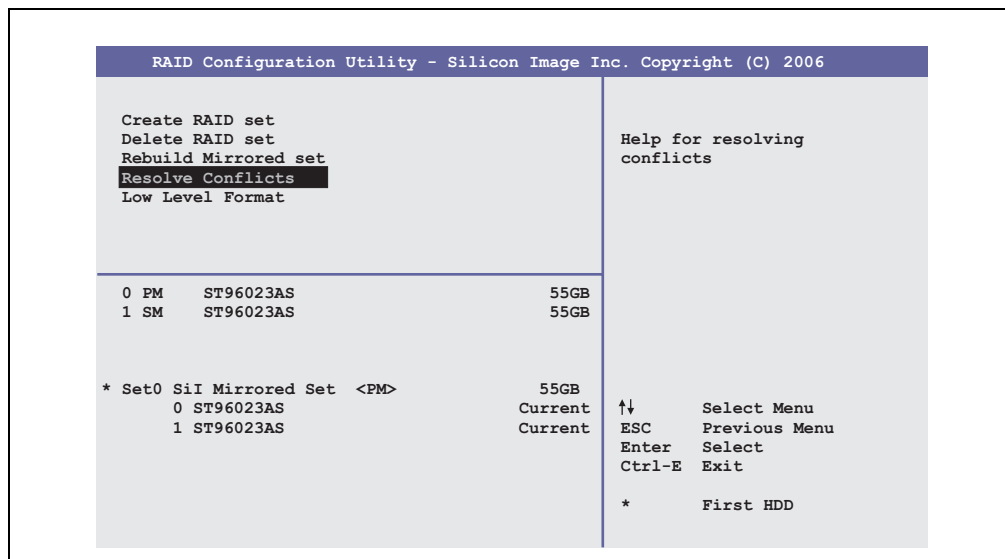 RAID Configuration Utility - Silicon Image Inc. Copyright (C) 2006
Create RAID set
Delete RAID set
Rebuild Mirrored set
Resolve Conflicts
Low Level Format
Help for resolving
conflicts
0 PM ST96023AS 55GB
1 SM ST96023AS 55GB
* Set0 SiI Mirrored Set <PM> 55GB
0 ST96023AS Current
1 ST96023AS Current
↑↓ Select Menu
ESC Previous Menu
Enter Select
Ctrl-E Exit
* First HDD